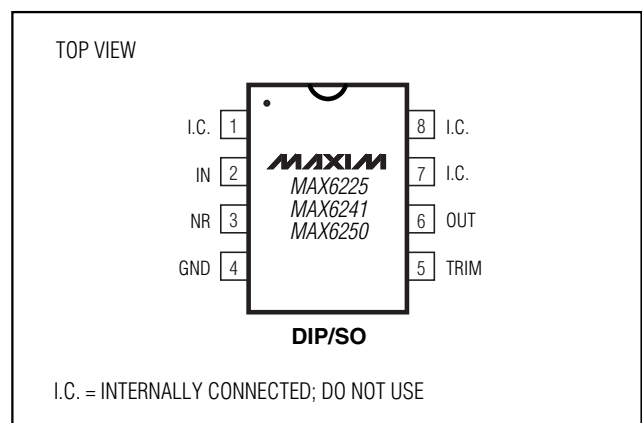 TOP VIEW
I.C. 1
8 I.C.
IN 2
7 I.C.
NR 3
6 OUT
GND 4
5 TRIM
MAXIM
MAX6225
MAX6241
MAX6250
DIP/SO
I.C. = INTERNALLY CONNECTED; DO NOT USE